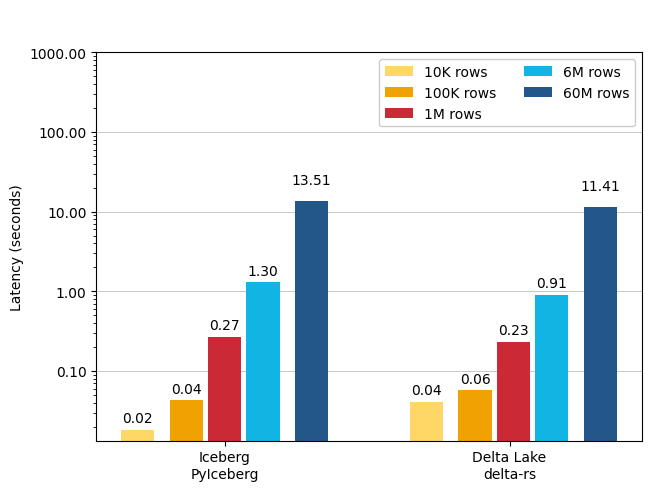 1000.00
100.00
10.00
1.00
0.10
Latency (seconds)
10K rows
100K rows
1M rows
6M rows
60M rows
0.02
0.04
0.27
1.30
13.51
0.04
0.06
0.23
0.91
11.41
Iceberg
PyIceberg
Delta Lake
delta-rs